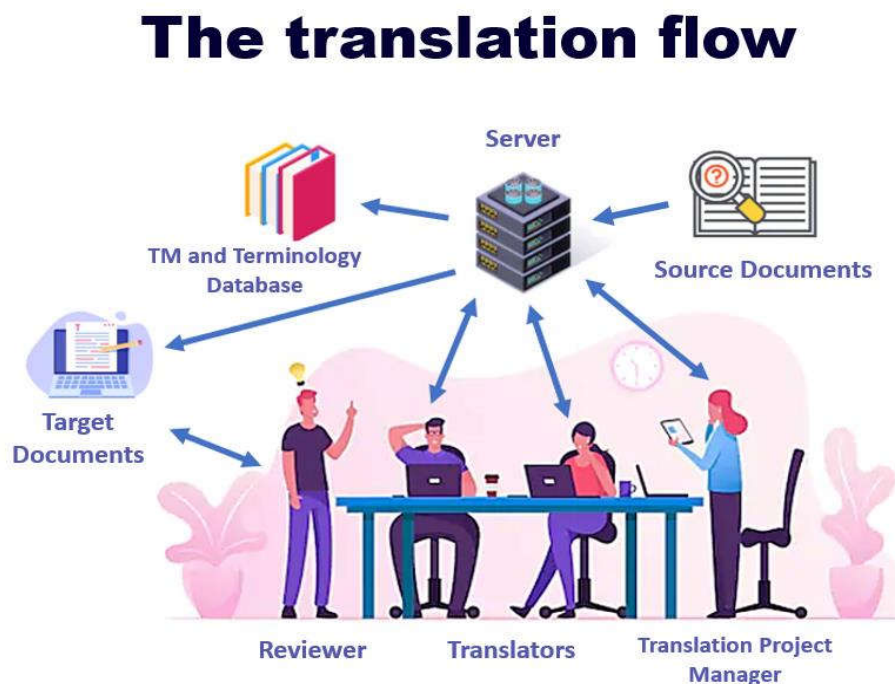 The translation flow
Server
TM and Terminology
Database
Source Documents
Target
Documents
Reviewer
Translators
Translation Project
Manager